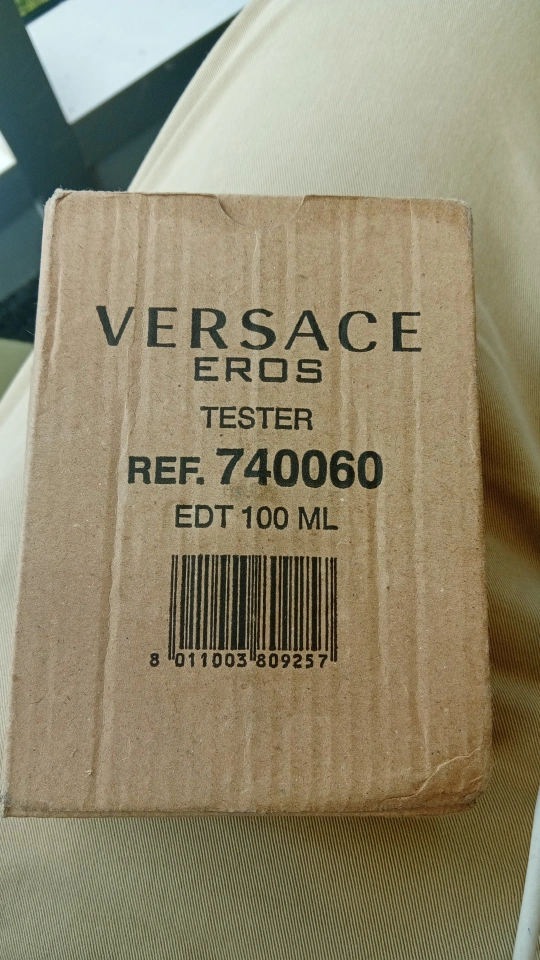 VERSACE
EROS
TESTER
REF. 740060
EDT 100 ML
8 011003 809257